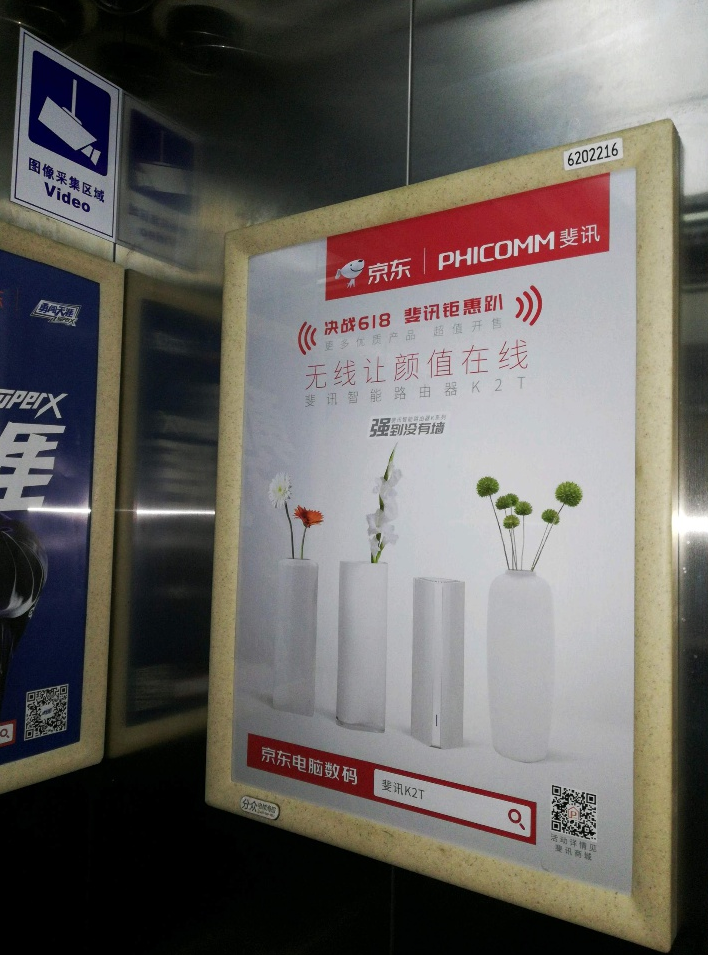 图像采集区域
Video
6202216
京东 PHICOMM 斐讯
决战618 斐讯钜惠趴
更多优质产品 超值开售
无线让颜值在线
斐讯智能路由器K2T
强到没有墙
京东电脑数码
斐讯K2T
活动详情见
斐讯商城
分众